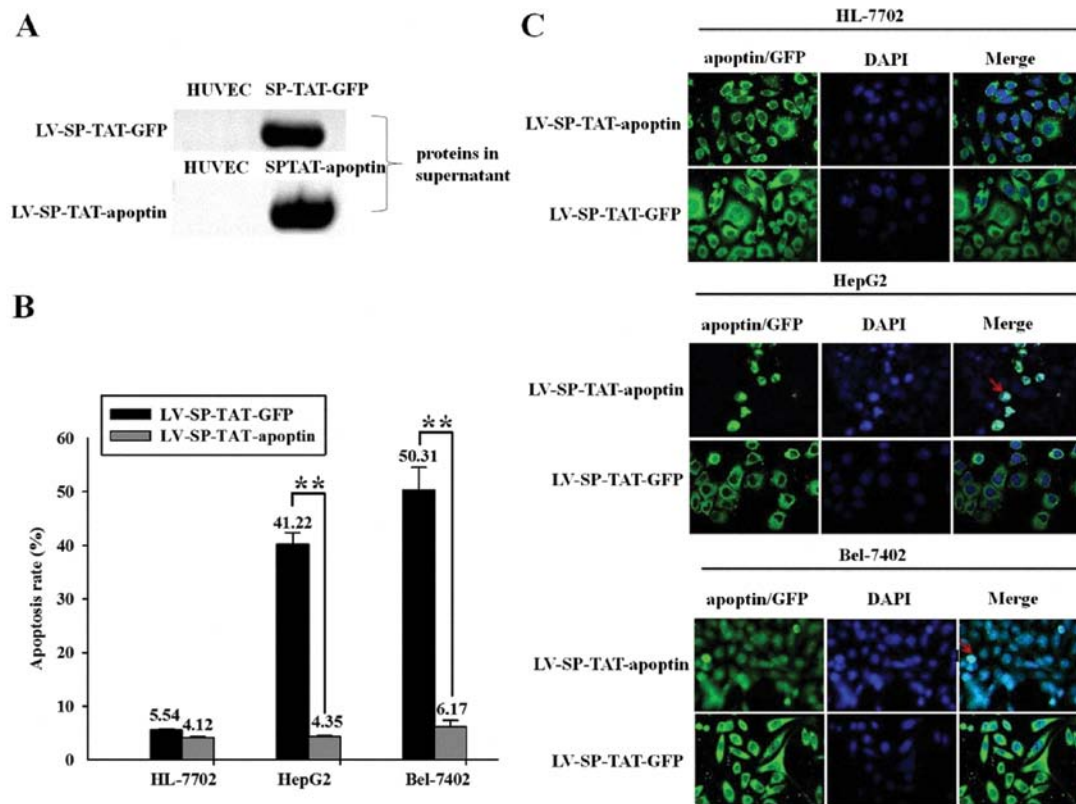 A
HUVEC SP-TAT-GFP
LV-SP-TAT-GFP
HUVEC SPTAT-apoptin
LV-SP-TAT-apoptin
proteins in
supernatant
B
LV-SP-TAT-GFP
LV-SP-TAT-apoptin
Apoptosis rate (%)
60
50
40
30
20
10
0
5.54
4.12
41.22
**
4.35
50.31
**
6.17
HL-7702 HepG2 Bel-7402
C
HL-7702
apoptin/GFP DAPI Merge
LV-SP-TAT-apoptin
LV-SP-TAT-GFP
HepG2
apoptin/GFP DAPI Merge
LV-SP-TAT-apoptin
LV-SP-TAT-GFP
Bel-7402
apoptin/GFP DAPI Merge
LV-SP-TAT-apoptin
LV-SP-TAT-GFP